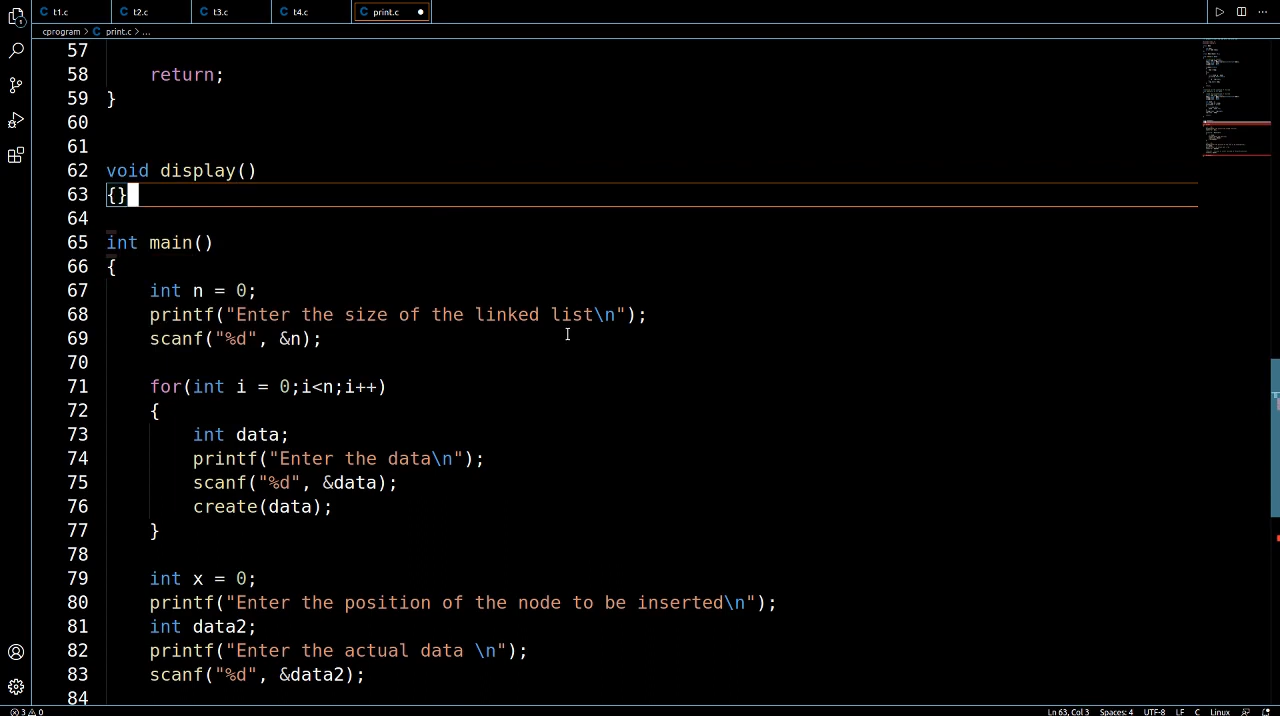 t1.c t2.c t3.c t4.c print.c
cprogram > print.c > ...
57
58 return;
59 }
60
61
62 void display()
63 {}
64
65 int main()
66 {
67 int n = 0;
68 printf("Enter the size of the linked list\n");
69 scanf("%d", &n);
70
71 for(int i = 0;i<n;i++)
72 {
73 int data;
74 printf("Enter the data\n");
75 scanf("%d", &data);
76 create(data);
77 }
78
79 int x = 0;
80 printf("Enter the position of the node to be inserted\n");
81 int data2;
82 printf("Enter the actual data \n");
83 scanf("%d", &data2);
84
3 0 Ln 63, Col 3 Spaces: 4 UTF-8 LF C Linux